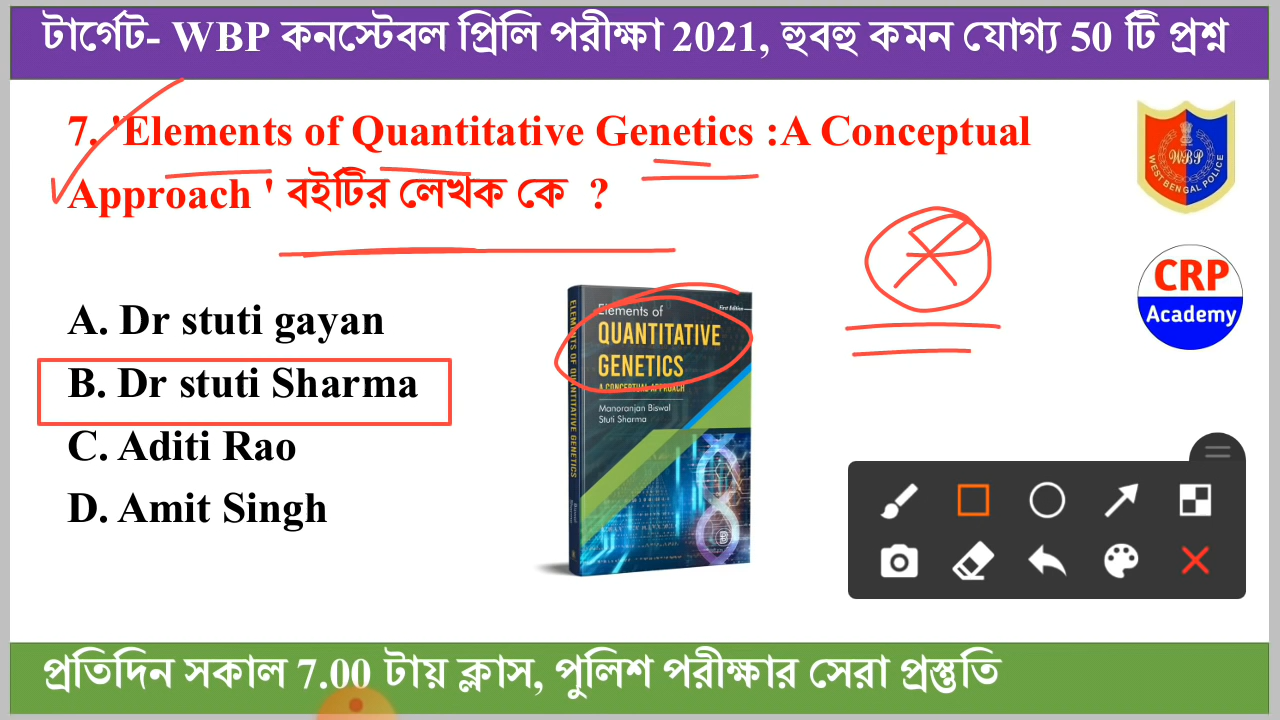 টার্গেট- WBP কনস্টেবল প্রিলি পরীক্ষা 2021, হুবহু কমন যোগ্য 50 টি প্রশ্ন
7. 'Elements of Quantitative Genetics :A Conceptual
Approach ' বইটির লেখক কে ?
WBP
WEST BENGAL POLICE
CRP
Academy
A. Dr stuti gayan
B. Dr stuti Sharma
C. Aditi Rao
D. Amit Singh
ELEMENTS OF QUANTITATIVE GENETICS
Elements of
First Edition
QUANTITATIVE
GENETICS
A CONCEPTUAL APPROACH
Manoranjan Biswal
Stuti Sharma
প্রতিদিন সকাল 7.00 টায় ক্লাস, পুলিশ পরীক্ষার সেরা প্রস্তুতি